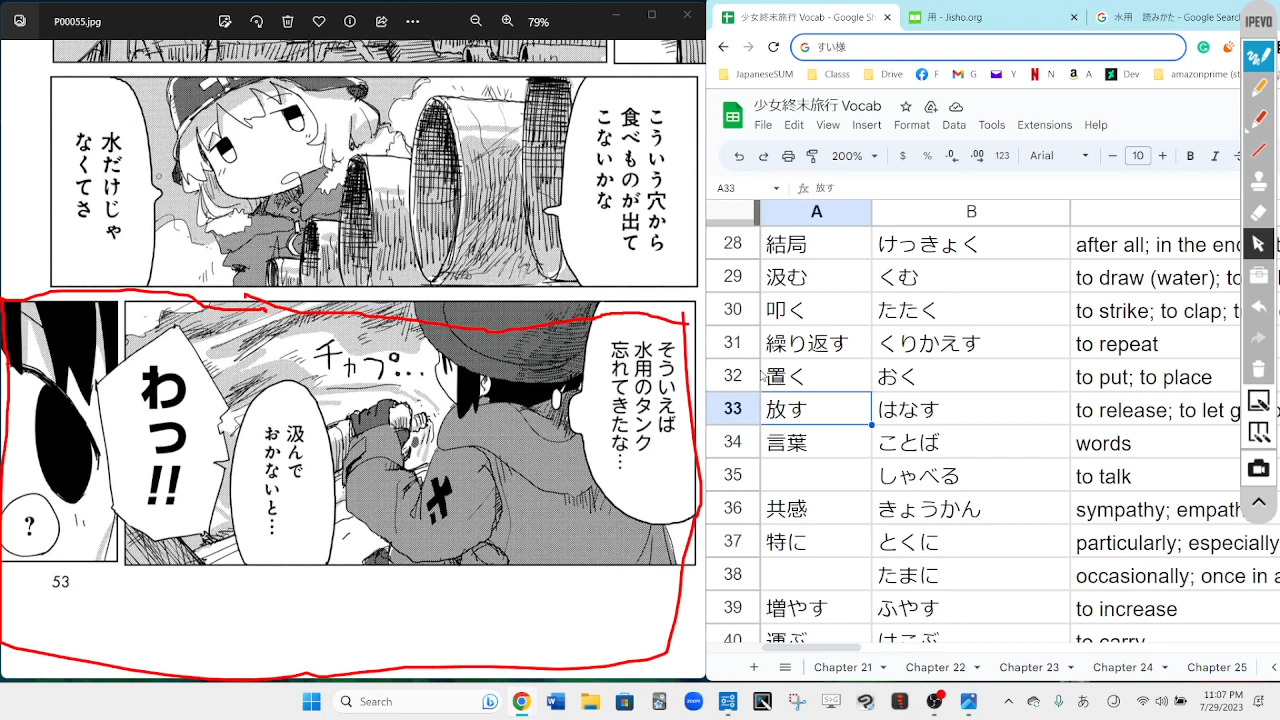 P00055.jpg
79%
こういう穴から
食べものが出て
こないかな
水だけじゃ
なくてさ
そういえば
水用のタンク
忘れてきたな…
チャプ…
汲んで
おかないと…
わっ!!
?
53
少女終末旅行 Vocab - Google She
用 - Jisho.org
水用 読みかた - Google Search
すい様
JapaneseSUM
Classs
Drive
F
G
Y
N
A
Dev
amazonprime (st
少女終末旅行 Vocab
File Edit View Insert Format Data Tools Extensions Help
200% $ % .0 .00 123 Arial 10 B I
A33 fx 放す
A B
28 結局 けっきょく after all; in the end
29 汲む くむ to draw (water); to
30 叩く たたく to strike; to clap; t
31 繰り返す くりかえす to repeat
32 置く おく to put; to place
33 放す はなす to release; to let g
34 言葉 ことば words
35 しゃべる to talk
36 共感 きょうかん sympathy; empath
37 特に とくに particularly; especially
38 たまに occasionally; once in a
39 増やす ふやす to increase
40 運ぶ はこぶ to carry
Chapter 21 Chapter 22 Chapter 23 Chapter 24 Chapter 25
IPEVO
Search
zoom
あ
11:07 PM
7/29/2023